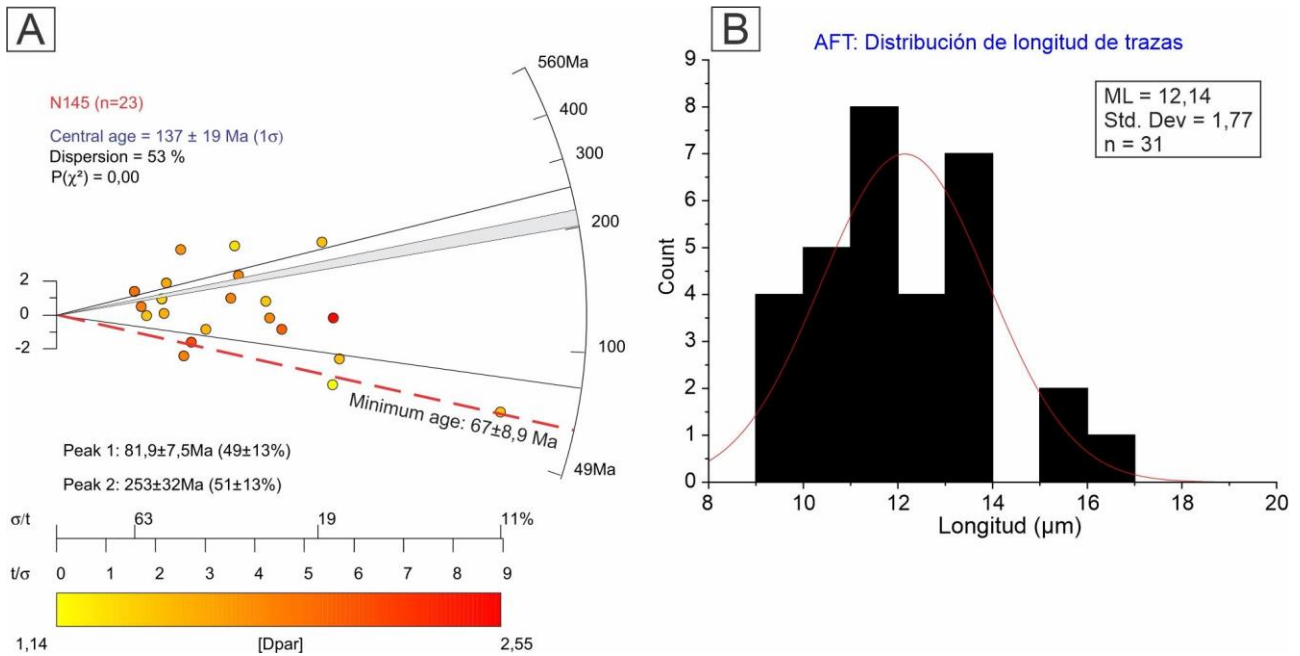 A
N145 (n=23)
Central age = 137 ± 19 Ma (1σ)
Dispersion = 53 %
P(χ²) = 0,00
560Ma
400
300
200
100
49Ma
2
0
-2
Minimum age: 67±8,9 Ma
Peak 1: 81,9±7,5Ma (49±13%)
Peak 2: 253±32Ma (51±13%)
σ/t 63 19 11%
t/σ 0 1 2 3 4 5 6 7 8 9
1,14 [Dpar] 2,55
B
AFT: Distribución de longitud de trazas
ML = 12,14
Std. Dev = 1,77
n = 31
Count
9
8
7
6
5
4
3
2
1
0
8 10 12 14 16 18 20
Longitud (µm)